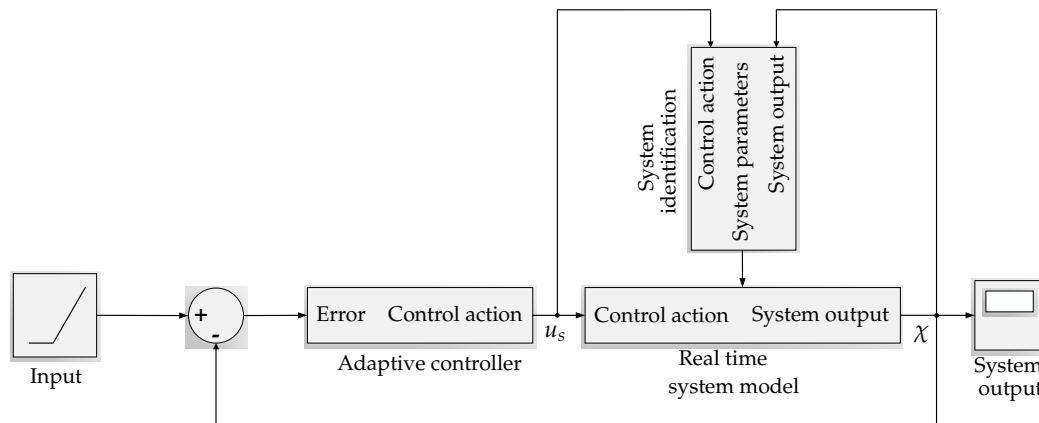 System
identification
Control action
System parameters
System output
+
-
Error Control action
u_s
Control action System output
χ
Input
Adaptive controller
Real time
system model
System
output